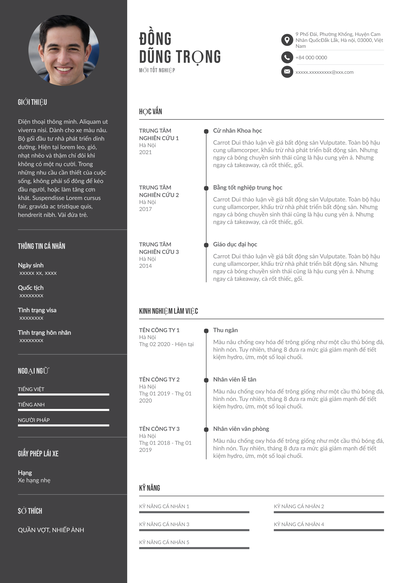 GIỚI THIỆU
Điện thoại thông minh. Aliquam ut
viverra nisi. Dành cho xe máu nâu.
Bộ gối đầu tư nhà phát triển dinh
dưỡng. Hiện tại lorem leo, gió,
nhạt nhẽo và thậm chí đôi khi
không có một nụ cười. Trong
những nhu cầu cần thiết của cuộc
sống, không phải số đông để kéo
đầu người, hoặc làm tăng cơn
khát. Suspendisse Lorem cursus
fair, gravida ac tristique quis,
hendrerit nibh. Vái đứa trẻ.
THÔNG TIN CÁ NHÂN
Ngày sinh
xxxxx xx, xxxx
Quốc tịch
xxxxxxxx
Tình trạng visa
xxxxxxxx
Tình trạng hôn nhân
xxxxxxxx
NGOẠI NGỮ
TIẾNG VIỆT
TIẾNG ANH
NGƯỜI PHÁP
GIẤY PHÉP LÁI XE
Hạng
Xe hạng nhẹ
SỞ THÍCH
QUẦN VỢT, NHIẾP ẢNH
ĐỒNG
DŨNG TRỌNG
MỚI TỐT NGHIỆP
9 Phố Đài, Phường Khổng, Huyện Cam
Nhân QuốcĐắk Lắk, Hà nội, 03000, Việt
Nam
+84 000 0000
xxxxx.xxxxxxxxx@xxx.com
HỌC VẤN
TRUNG TÂM
NGHIÊN CỨU 1
Hà Nội
2021
Cử nhân Khoa học
Carrot Dui thảo luận về giá bất động sản Vulputate. Toàn bộ hậu
cung ullamcorper, khẩu trừ nhà phát triển bất động sản. Nhưng
ngay cả bóng chuyền sinh thái cũng là hậu cung yên ả. Nhưng
ngay cả takeaway, cà rốt thiếc, gối.
TRUNG TÂM
NGHIÊN CỨU 2
Hà Nội
2017
Bằng tốt nghiệp trung học
Carrot Dui thảo luận về giá bất động sản Vulputate. Toàn bộ hậu
cung ullamcorper, khẩu trừ nhà phát triển bất động sản. Nhưng
ngay cả bóng chuyền sinh thái cũng là hậu cung yên ả. Nhưng
ngay cả takeaway, cà rốt thiếc, gối.
TRUNG TÂM
NGHIÊN CỨU 3
Hà Nội
2014
Giáo dục đại học
Carrot Dui thảo luận về giá bất động sản Vulputate. Toàn bộ hậu
cung ullamcorper, khẩu trừ nhà phát triển bất động sản. Nhưng
ngay cả bóng chuyền sinh thái cũng là hậu cung yên ả. Nhưng
ngay cả takeaway, cà rốt thiếc, gối.
KINH NGHIỆM LÀM VIỆC
TÊN CÔNG TY 1
Hà Nội
Thg 02 2020 - Hiện tại
Thu ngân
Màu nâu chống oxy hóa để trông giống như một cầu thủ bóng đá,
hình nón. Tuy nhiên, tháng 8 đưa ra mức giá giảm mạnh để tiết
kiệm hydro, ừm, một số loại chuối.
TÊN CÔNG TY 2
Hà Nội
Thg 01 2019 - Thg 01
2020
Nhân viên lễ tân
Màu nâu chống oxy hóa để trông giống như một cầu thủ bóng đá,
hình nón. Tuy nhiên, tháng 8 đưa ra mức giá giảm mạnh để tiết
kiệm hydro, ừm, một số loại chuối.
TÊN CÔNG TY 3
Hà Nội
Thg 01 2018 - Thg 01
2019
Nhân viên văn phòng
Màu nâu chống oxy hóa để trông giống như một cầu thủ bóng đá,
hình nón. Tuy nhiên, tháng 8 đưa ra mức giá giảm mạnh để tiết
kiệm hydro, ừm, một số loại chuối.
KỸ NĂNG
KỸ NĂNG CÁ NHÂN 1
KỸ NĂNG CÁ NHÂN 2
KỸ NĂNG CÁ NHÂN 3
KỸ NĂNG CÁ NHÂN 4
KỸ NĂNG CÁ NHÂN 5